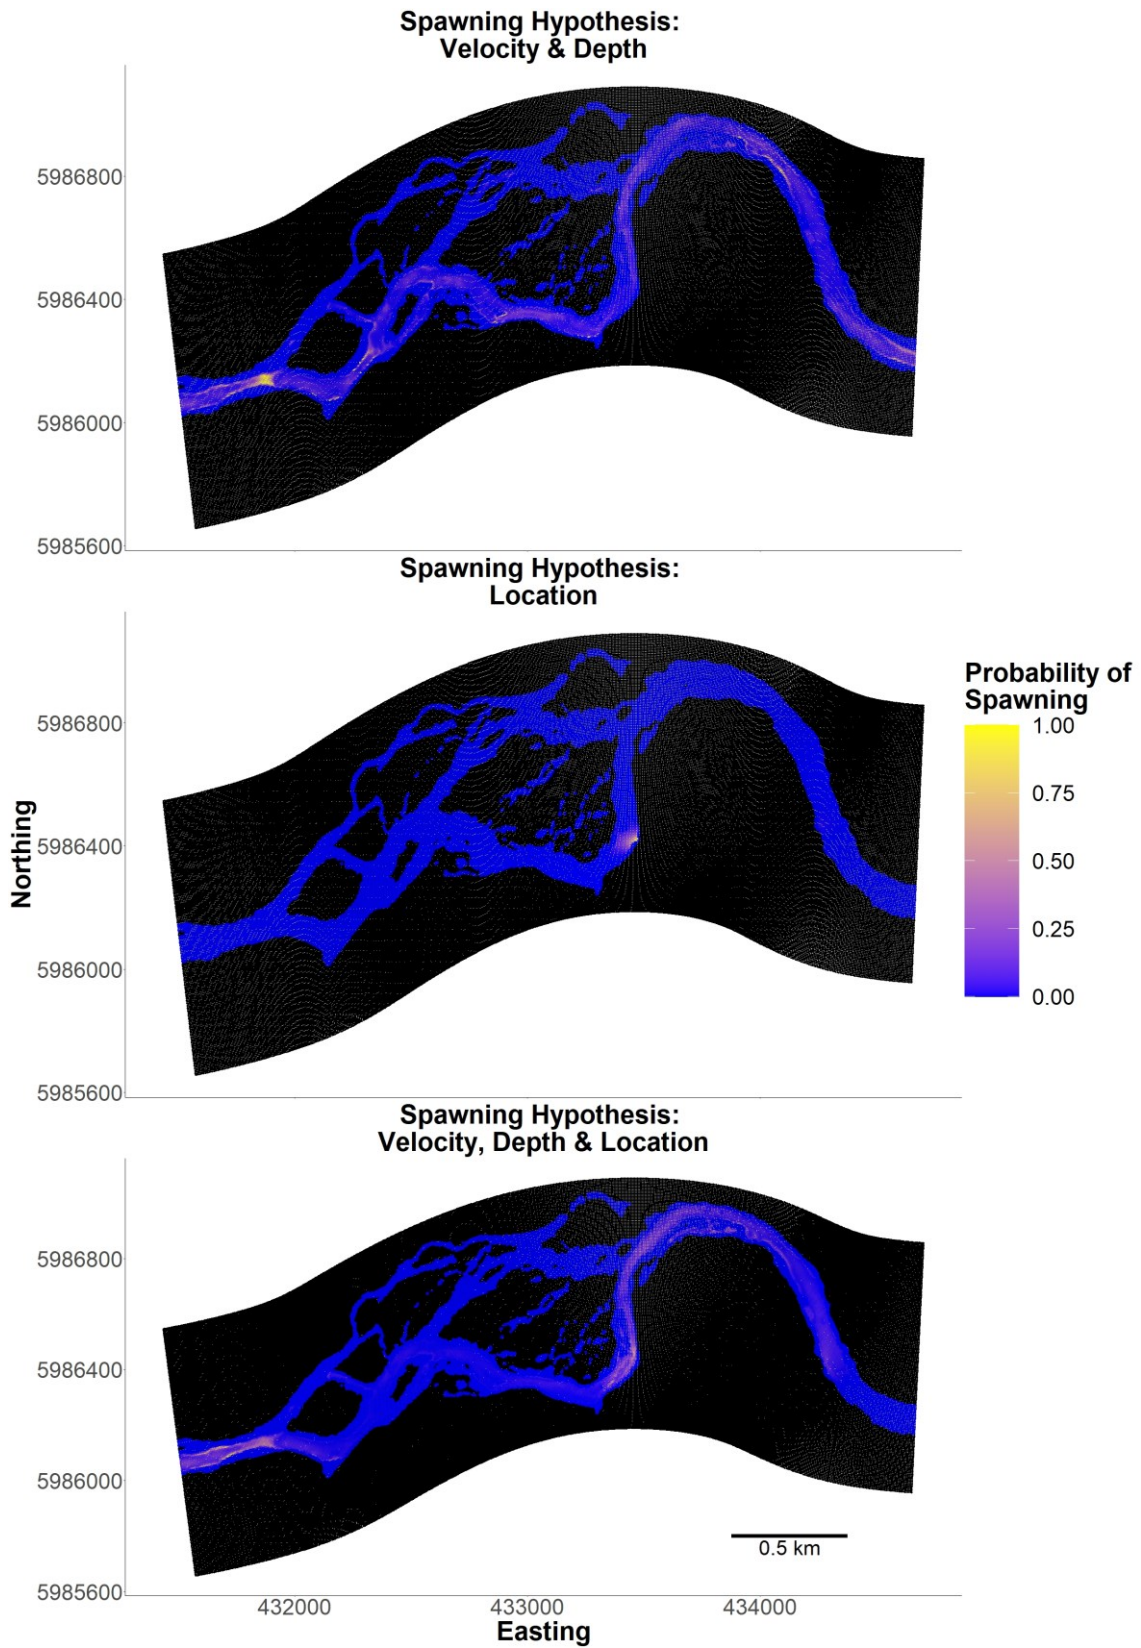 Spawning Hypothesis:
Velocity & Depth
5986800
5986400
5986000
5985600
Spawning Hypothesis:
Location
5986800
5986400
5986000
5985600
Northing
Probability of
Spawning
1.00
0.75
0.50
0.25
0.00
Spawning Hypothesis:
Velocity, Depth & Location
5986800
5986400
5986000
5985600
0.5 km
432000
433000
434000
Easting